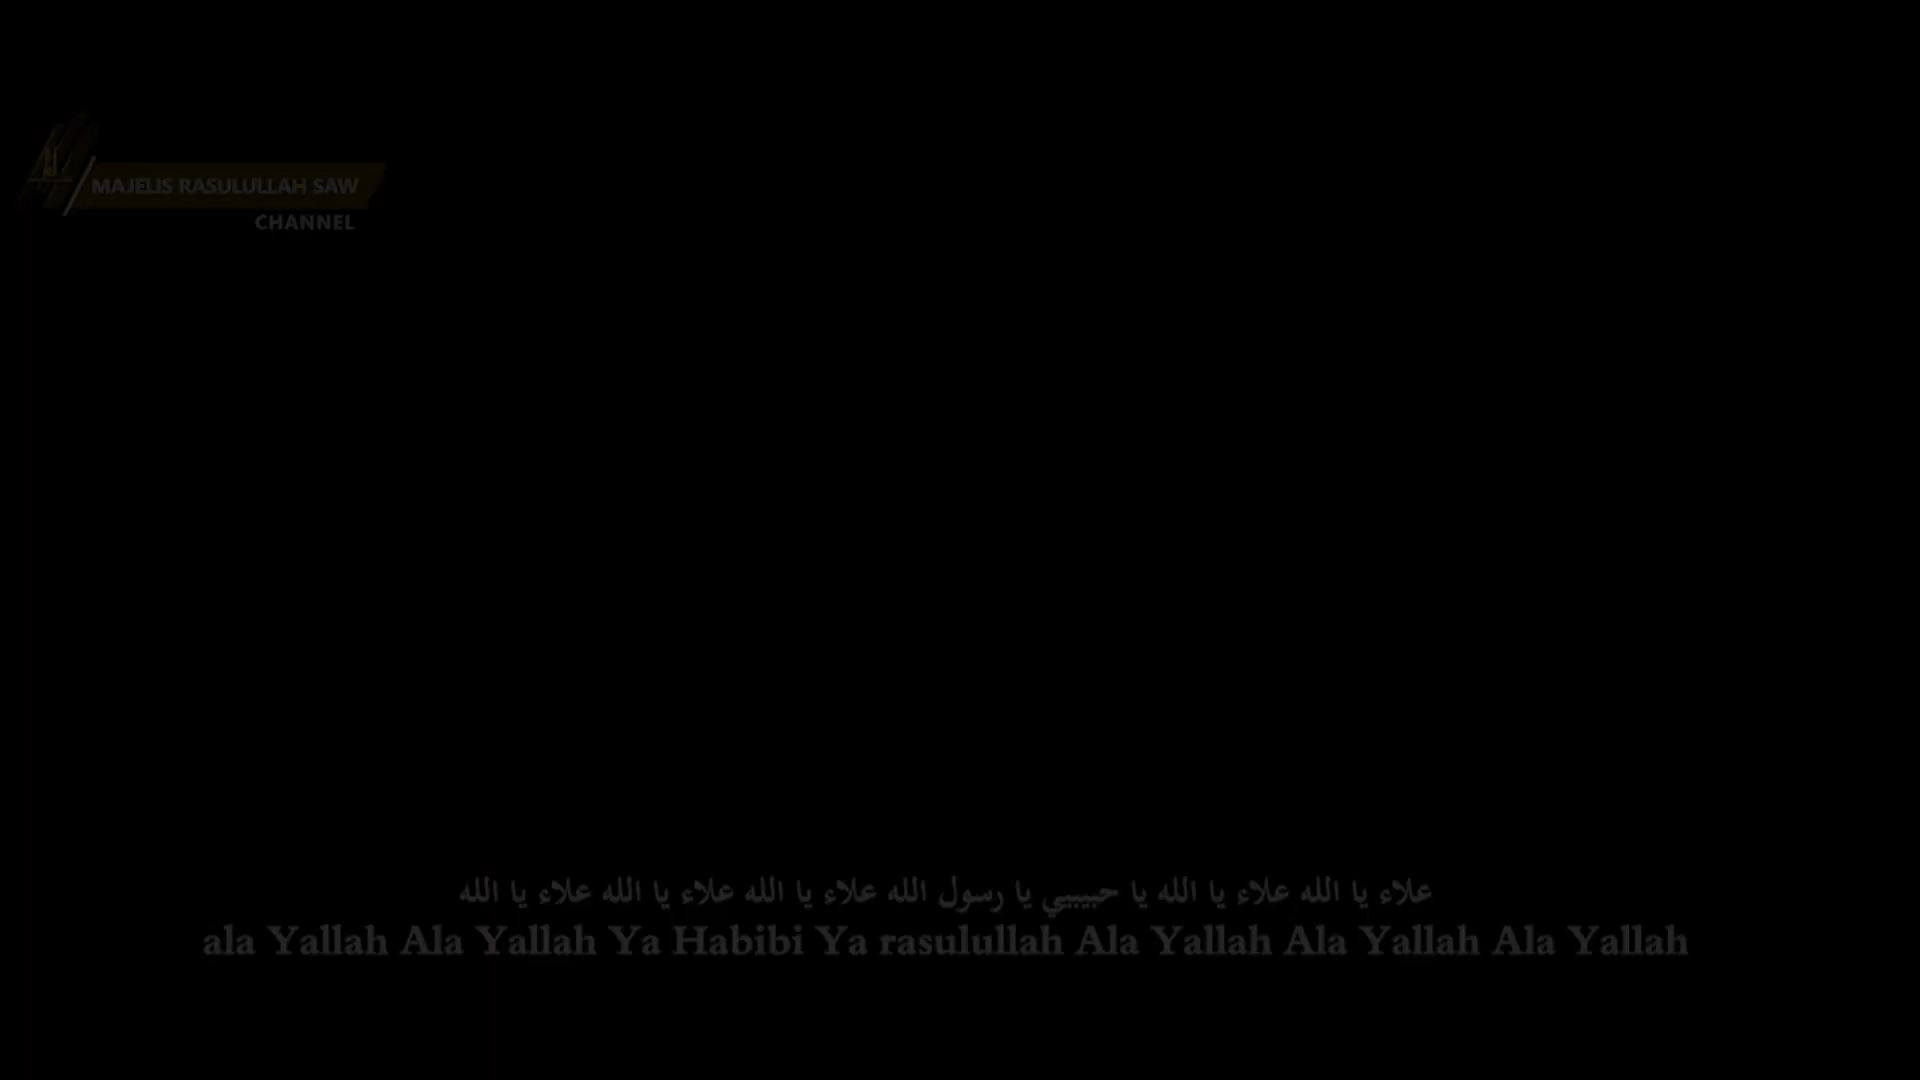 MAJELIS RASULULLAH SAW
CHANNEL
علاء يا الله علاء يا الله يا حبيبيي يا رسول الله علاء يا الله علاء يا الله علاء يا الله
ala Yallah Ala Yallah Ya Habibi Ya rasulullah Ala Yallah Ala Yallah Ala Yallah